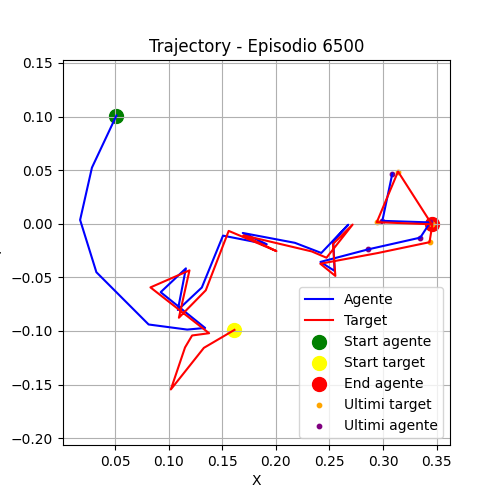 Trajectory - Episodio 6500
0.15
0.10
0.05
0.00
−0.05
−0.10
−0.15
−0.20
Agente
Target
Start agente
Start target
End agente
Ultimi target
Ultimi agente
0.05 0.10 0.15 0.20 0.25 0.30 0.35
X